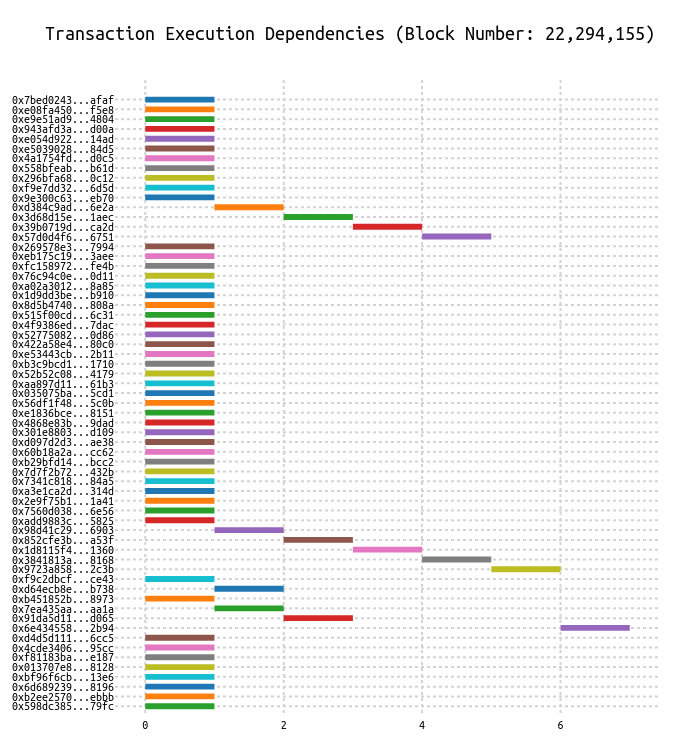 Transaction Execution Dependencies (Block Number: 22,294,155)
0x7bed0243...afaf
0xe08fa450...f5e8
0xe9e51ad9...4804
0x943afd3a...d00a
0xe054d922...14ad
0xe5039028...84d5
0x4a1754fd...d0c5
0x558bfeab...b61d
0x296bfa68...0c12
0xf9e7dd32...6d5d
0x9e300c63...eb70
0xd384c9ad...6e2a
0x3d68d15e...1aec
0x39b0719d...ca2d
0x57d0d4f6...6751
0x269578e3...7994
0xeb175c19...3aee
0xfc158972...fe4b
0x76c94c0e...0d11
0xa02a3012...8a85
0x1d9dd3be...b910
0x8d5b4740...808a
0x515f00cd...6c31
0x4f9386ed...7dac
0x52775082...0d86
0x422a58e4...80c0
0xe53443cb...2b11
0xb3c9bcd1...1710
0x52b52c08...4179
0xaa897d11...61b3
0x035075ba...5cd1
0x56df1f48...5c0b
0xe1836bce...8151
0x4868e83b...9dad
0x301e8803...d109
0xd097d2d3...ae38
0x60b18a2a...cc62
0xb29bfd14...bcc2
0x7d7f2b72...432b
0x7341c818...84a5
0xa3e1ca2d...314d
0x2e9f75b1...1a41
0x7560d038...6e56
0xadd9883c...5825
0x98d41c29...6903
0x852cfe3b...a53f
0x1d8115f4...1360
0x3841813a...8168
0x9723a858...2c3b
0xf9c2dbcf...ce43
0xd64ecb8e...b738
0xb451852b...8973
0x7ea435aa...aa1a
0x91da5d11...d065
0x6e434558...2b94
0xd4d5d111...6cc5
0x4cde3406...95cc
0xf81183ba...e187
0x013707e8...8128
0xbf96f6cb...13e6
0x6d689239...8196
0xb2ee2570...ebbb
0x598dc385...79fc
0 2 4 6